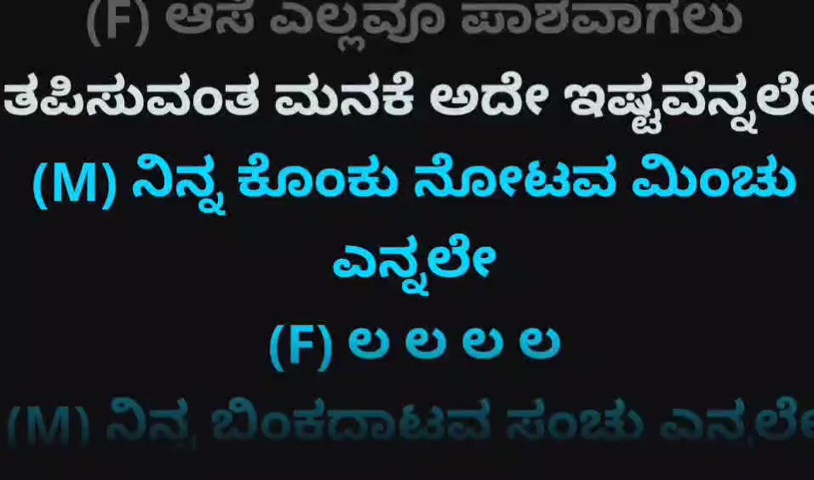 (F) ಆಸೆ ಎಲ್ಲವೂ ಪಾಶವಾಗಲು
ತಪಿಸುವಂತ ಮನಕೆ ಅದೇ ಇಷ್ಟವೆನ್ನಲೇ
(M) ನಿನ್ನ ಕೊಂಕು ನೋಟವ ಮಿಂಚು
ಎನ್ನಲೇ
(F) ಲ ಲ ಲ ಲ
(M) ನಿನ್ನ ಬಿಂಕದಾಟವ ಸಂಚು ಎನ್ನಲೇ